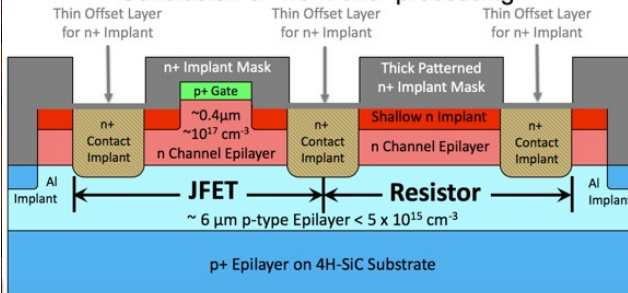 Thin Offset Layer
for n+ Implant
Thin Offset Layer
for n+ Implant
Thin Offset Layer
for n+ Implant
n+ Implant Mask
Thick Patterned
n+ Implant Mask
p+ Gate
~0.4μm
~10¹⁷ cm⁻³
n Channel Epilayer
n+
Contact
Implant
n+
Contact
Implant
Shallow n Implant
n Channel Epilayer
n+
Contact
Implant
Al
Implant
JFET
Resistor
Al
Implan
~ 6 μm p-type Epilayer < 5 x 10¹⁵ cm⁻³
p+ Epilayer on 4H-SiC Substrate